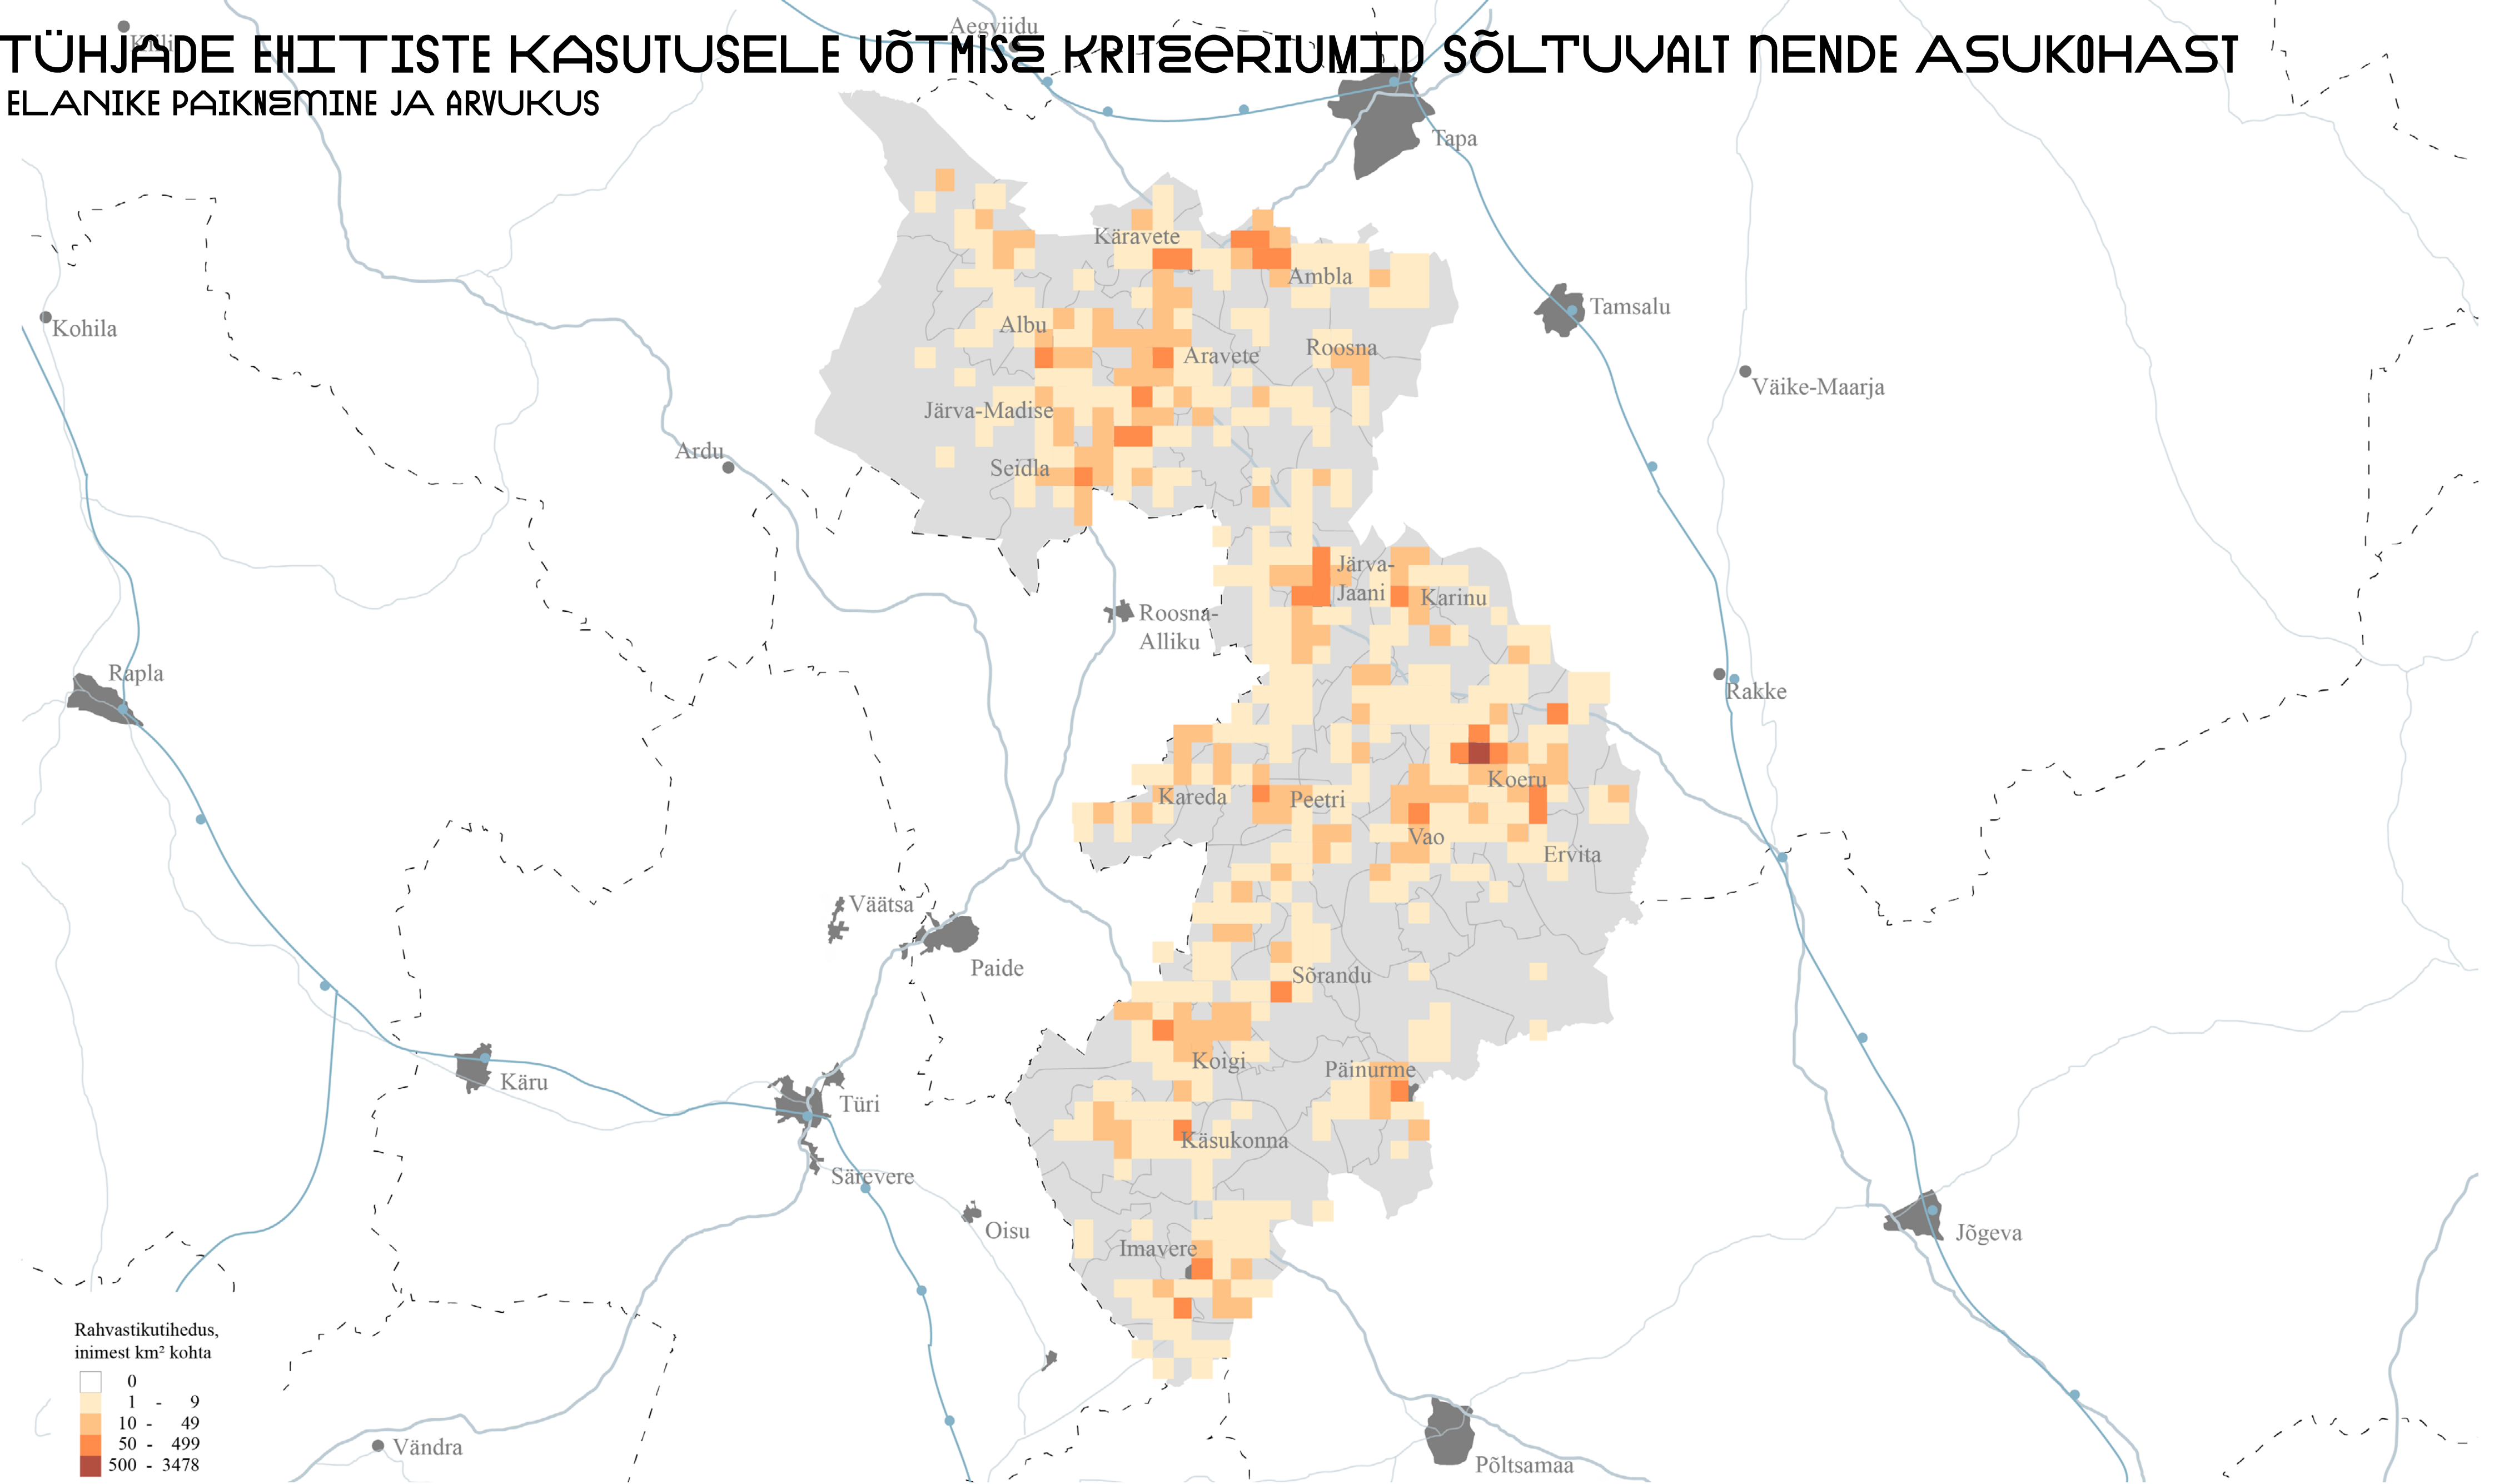 Aegviidu
Kiili
TÜHJADE EHITISTE KASUTUSELE VÕTMISE KRITEERIUMID SÕLTUVALT NENDE ASUKOHAST
ELANIKE PAIKNEMINE JA ARVUKUS
Tapa
Käravete
Ambla
Tamsalu
Kohila
Albu
Aravete
Roosna
Väike-Maarja
Järva-Madise
Ardu
Seidla
Järva-
Jaani
Karinu
Roosna-
Alliku
Rapla
Rakke
Koeru
Kareda
Peetri
Vao
Ervita
Väätsa
Paide
Sõrandu
Koigi
Päinurme
Käru
Türi
Käsukonna
Särevere
Oisu
Jõgeva
Imavere
Rahvastikutihedus,
inimest km² kohta
0
1 - 9
10 - 49
50 - 499
500 - 3478
Vändra
Põltsamaa